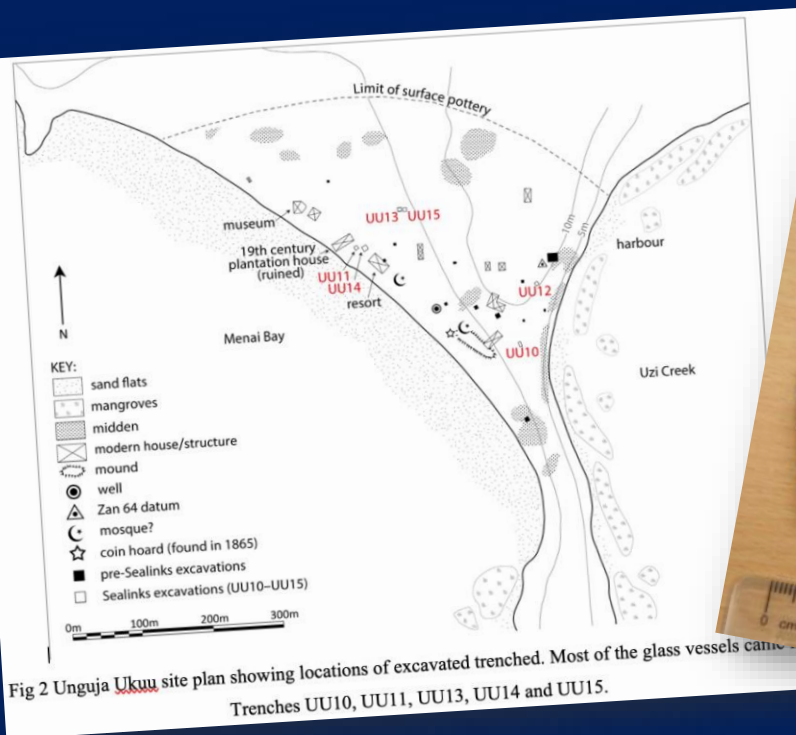 Limit of surface pottery
museum
UU13 UU15
19th century
plantation house
(ruined)
UU11
UU14
resort
10m
5m
harbour
UU12
UU10
N
Menai Bay
Uzi Creek
KEY:
sand flats
mangroves
midden
modern house/structure
mound
well
Zan 64 datum
mosque?
coin hoard (found in 1865)
pre-Sealinks excavations
Sealinks excavations (UU10–UU15)
0m 100m 200m 300m
0 cm
Fig 2 Unguja Ukuu site plan showing locations of excavated trenched. Most of the glass vessels came
Trenches UU10, UU11, UU13, UU14 and UU15.